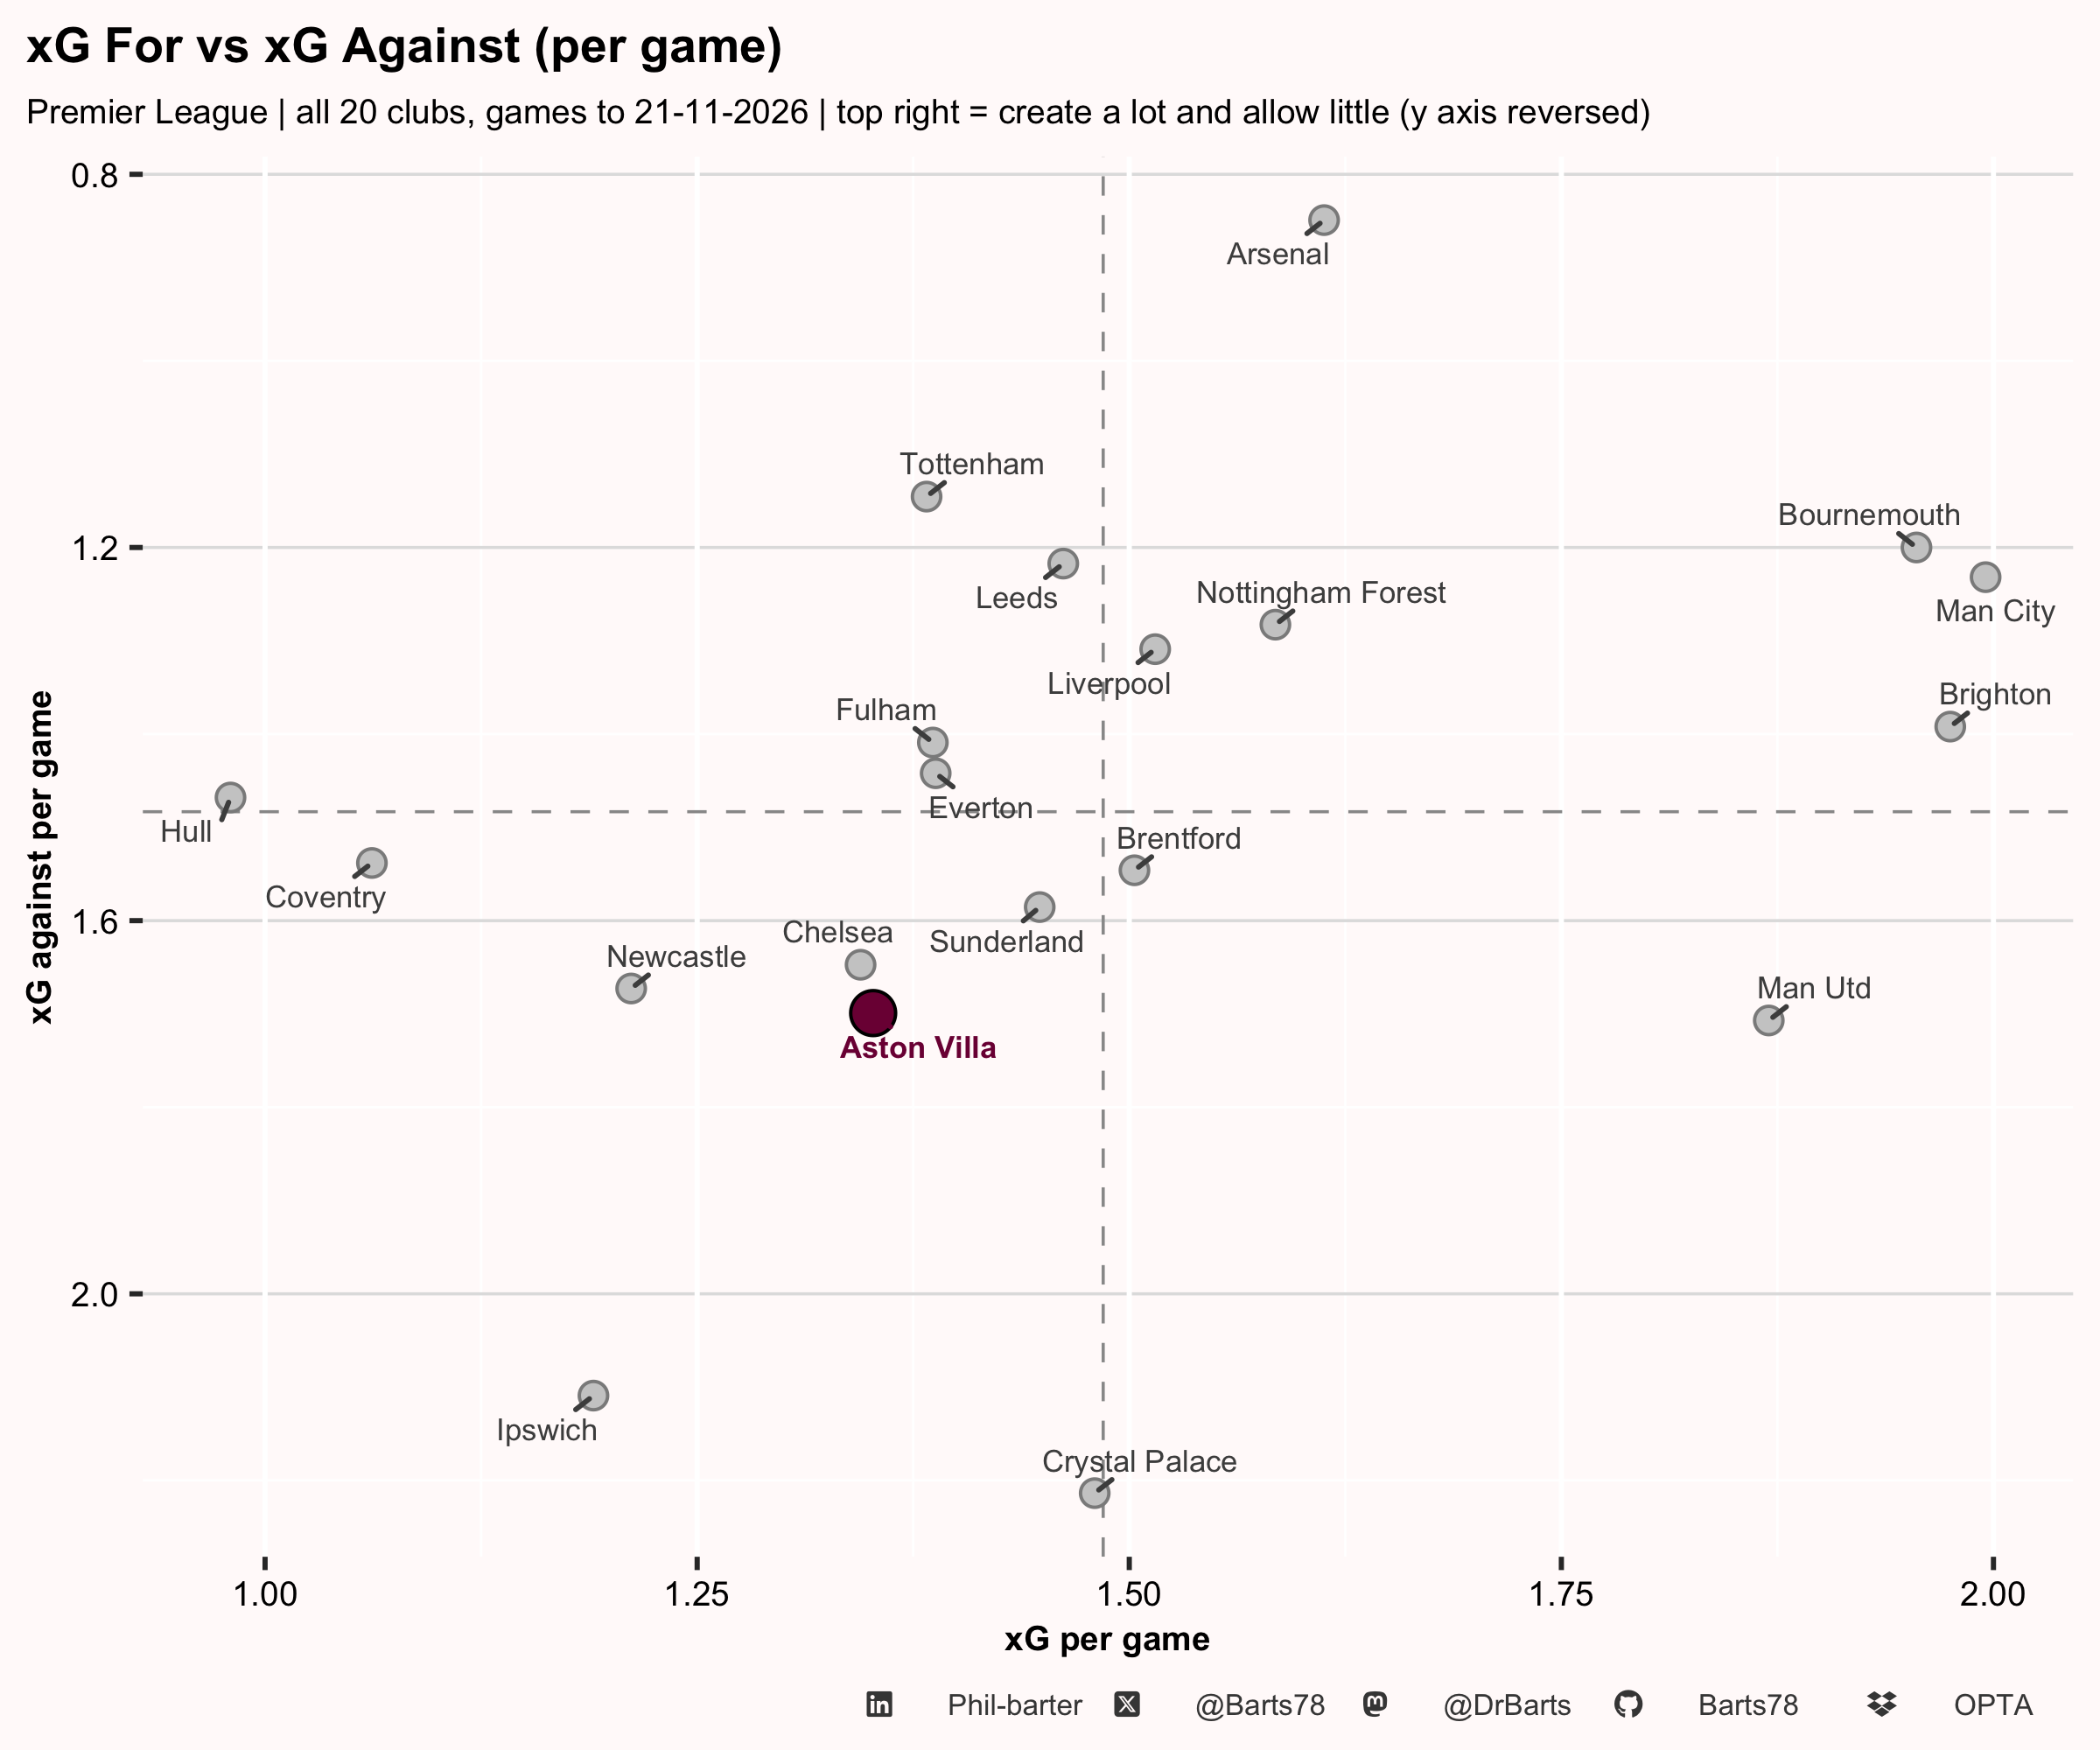 xG For vs xG Against (per game)
Premier League | all 20 clubs, games to 21-11-2026 | top right = create a lot and allow little (y axis reversed)
0.8
Arsenal
Tottenham
Bournemouth
1.2
Leeds
Nottingham Forest
Man City
Liverpool
Brighton
Fulham
xG against per game
Everton
Hull
Brentford
Coventry
1.6
Chelsea
Sunderland
Newcastle
Man Utd
Aston Villa
2.0
Ipswich
Crystal Palace
1.00 1.25 1.50 1.75 2.00
xG per game
Phil-barter @Barts78 @DrBarts Barts78 OPTA